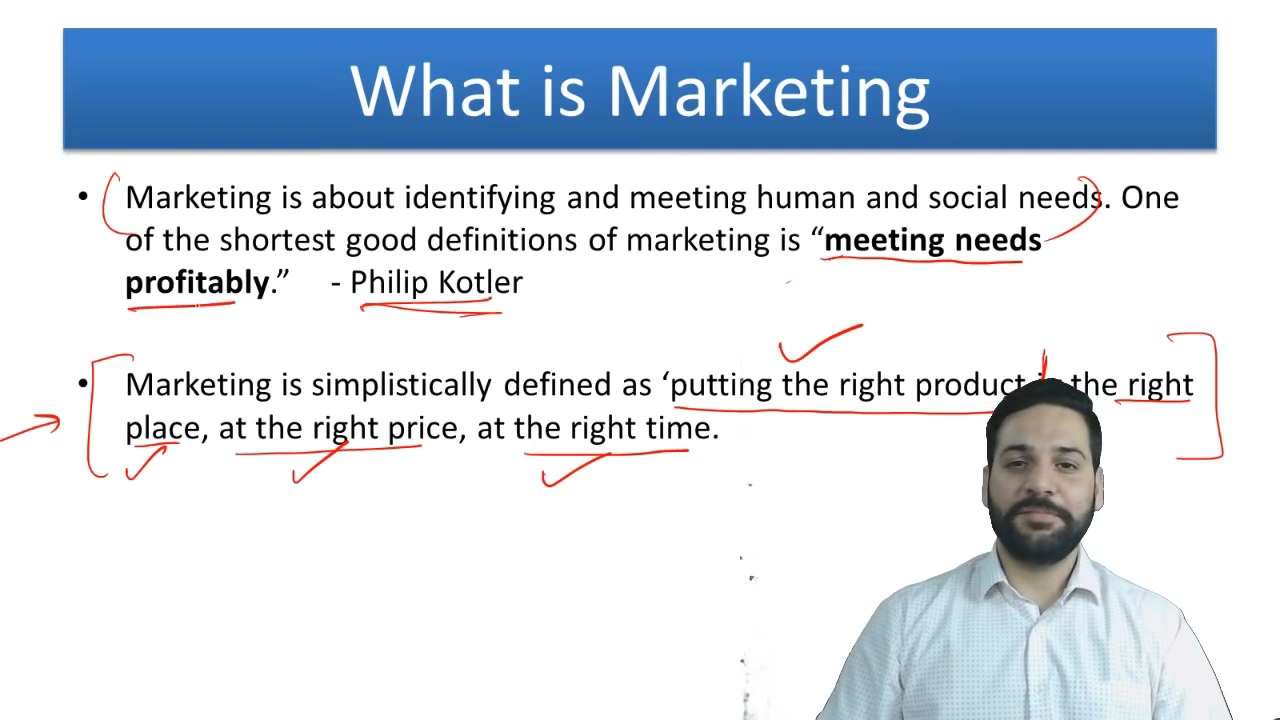 What is Marketing
• Marketing is about identifying and meeting human and social needs. One
of the shortest good definitions of marketing is “meeting needs
profitably.” - Philip Kotler
• Marketing is simplistically defined as ‘putting the right product the right
place, at the right price, at the right time.